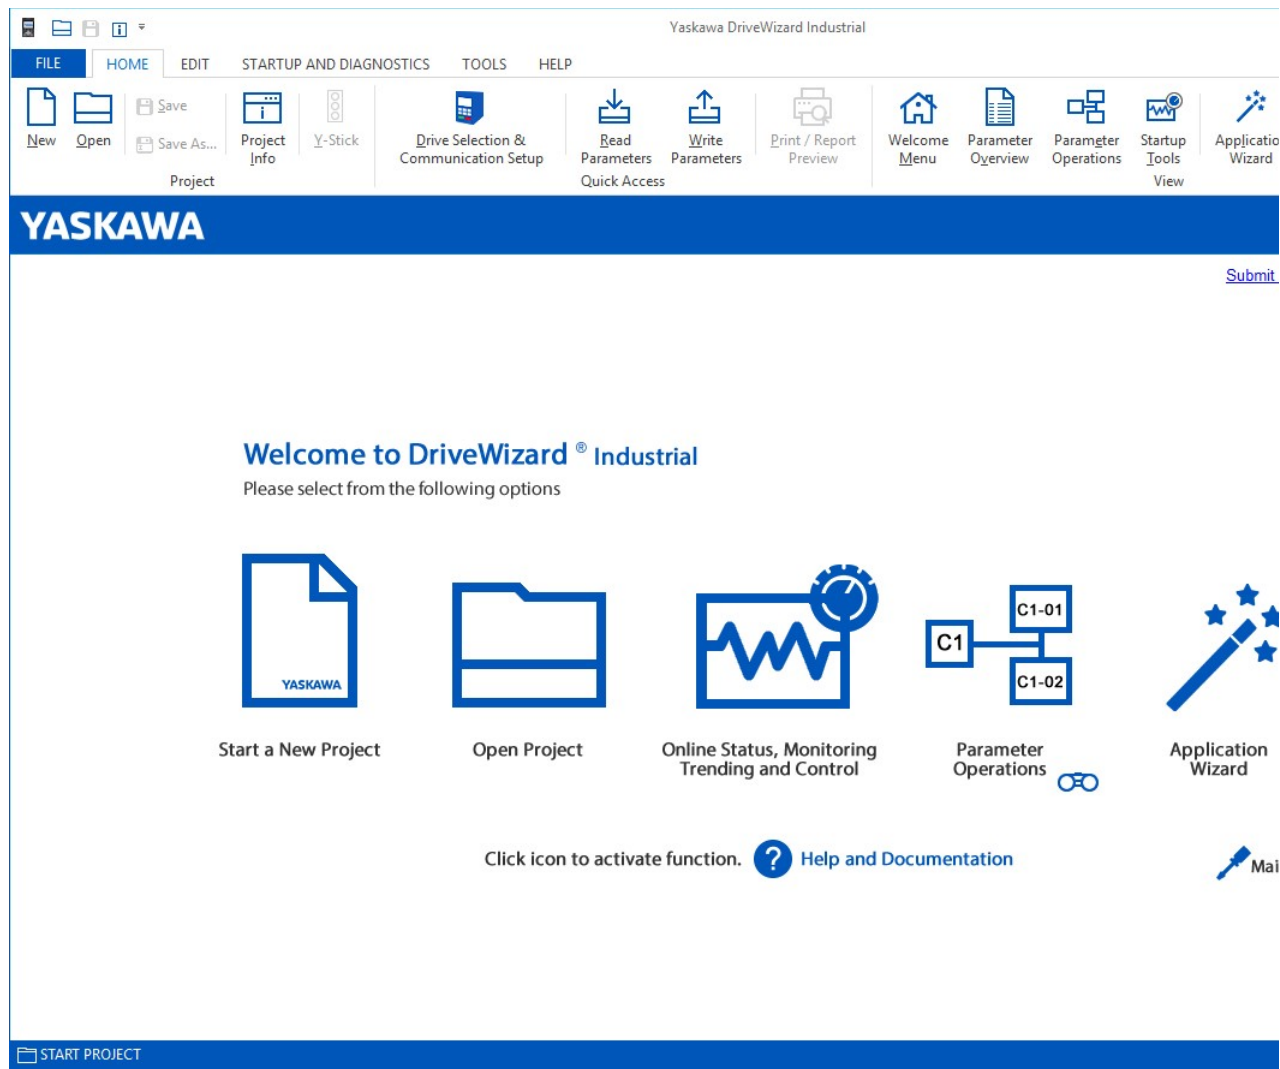 Yaskawa DriveWizard Industrial
FILE HOME EDIT STARTUP AND DIAGNOSTICS TOOLS HELP
New Open Save Save As... Project Info Y-Stick Drive Selection & Communication Setup Read Parameters Write Parameters Print / Report Preview Welcome Menu Parameter Overview Parameter Operations Startup Tools Wizard
Project Quick Access View
YASKAWA
Submit
Welcome to DriveWizard ® Industrial
Please select from the following options
YASKAWA
C1 C1-01 C1-02
Start a New Project
Open Project
Online Status, Monitoring
Trending and Control
Parameter
Operations
Application
Wizard
Click icon to activate function. ? Help and Documentation
START PROJECT